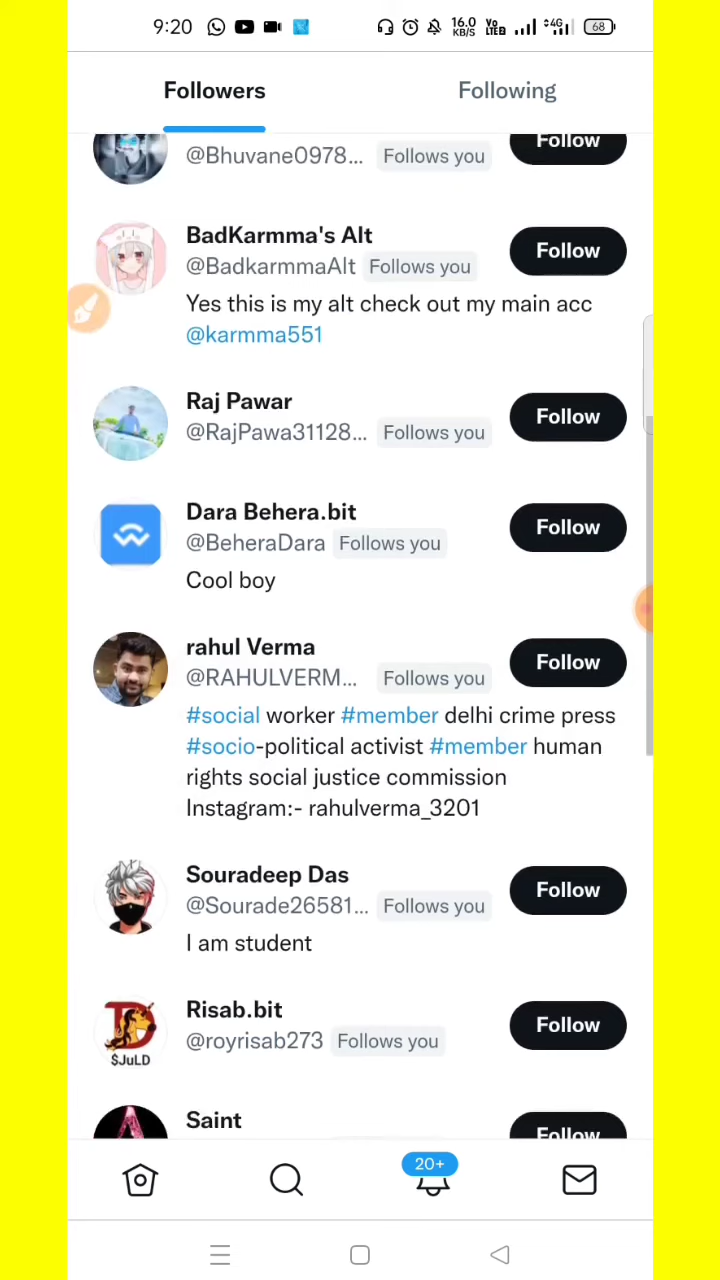 9:20
16.0 KB/S
Vo LTE2
4G
68
Followers
Following
@Bhuvane0978... Follows you
Follow
BadKarmma's Alt
@BadkarmmaAlt Follows you
Follow
Yes this is my alt check out my main acc
@karmma551
Raj Pawar
@RajPawa31128... Follows you
Follow
Dara Behera.bit
@BeheraDara Follows you
Follow
Cool boy
rahul Verma
@RAHULVERM... Follows you
Follow
#social worker #member delhi crime press
#socio-political activist #member human
rights social justice commission
Instagram:- rahulverma_3201
Souradeep Das
@Sourade26581... Follows you
Follow
I am student
Risab.bit
@royrisab273 Follows you
Follow
$JuLD
Saint
Follow
20+